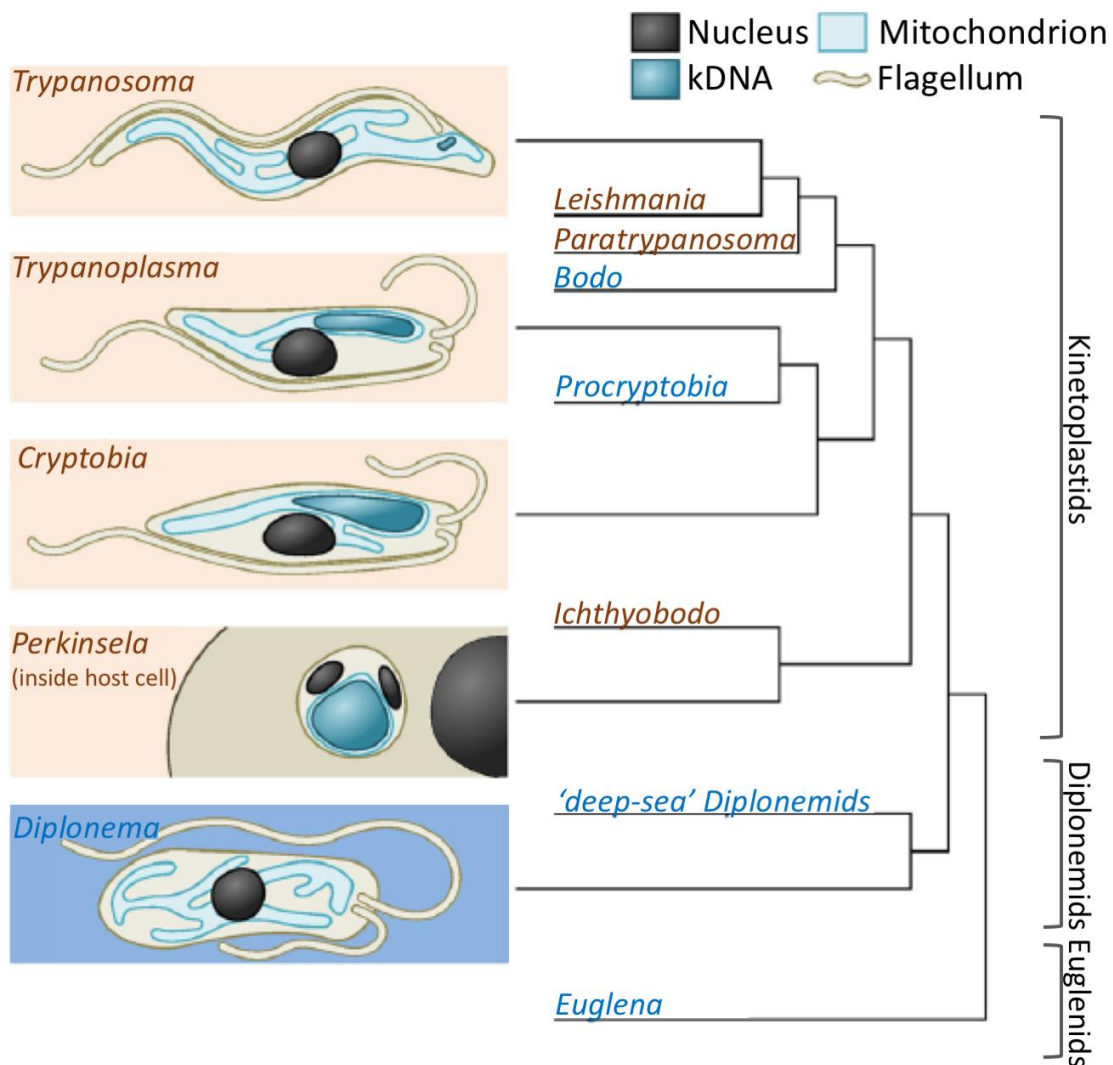 Nucleus Mitochondrion
kDNA Flagellum
Trypanosoma
Leishmania
Paratrypanosoma
Trypanoplasma
Bodo
Procryptobia
Cryptobia
Ichthyobodo
Perkinsela
(inside host cell)
'deep-sea' Diplonemids
Diplonema
Euglena
Kinetoplastids
Diplonemids
Euglenids